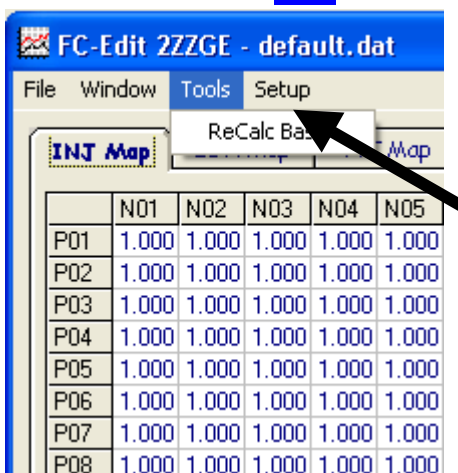 FC-Edit 2ZZGE - default.dat
File Window Tools Setup
ReCalc
INJ Map Map
N01 N02 N03 N04 N05
P01 1.000 1.000 1.000 1.000 1.000
P02 1.000 1.000 1.000 1.000 1.000
P03 1.000 1.000 1.000 1.000 1.000
P04 1.000 1.000 1.000 1.000 1.000
P05 1.000 1.000 1.000 1.000 1.000
P06 1.000 1.000 1.000 1.000 1.000
P07 1.000 1.000 1.000 1.000 1.000
P08 1.000 1.000 1.000 1.000 1.000